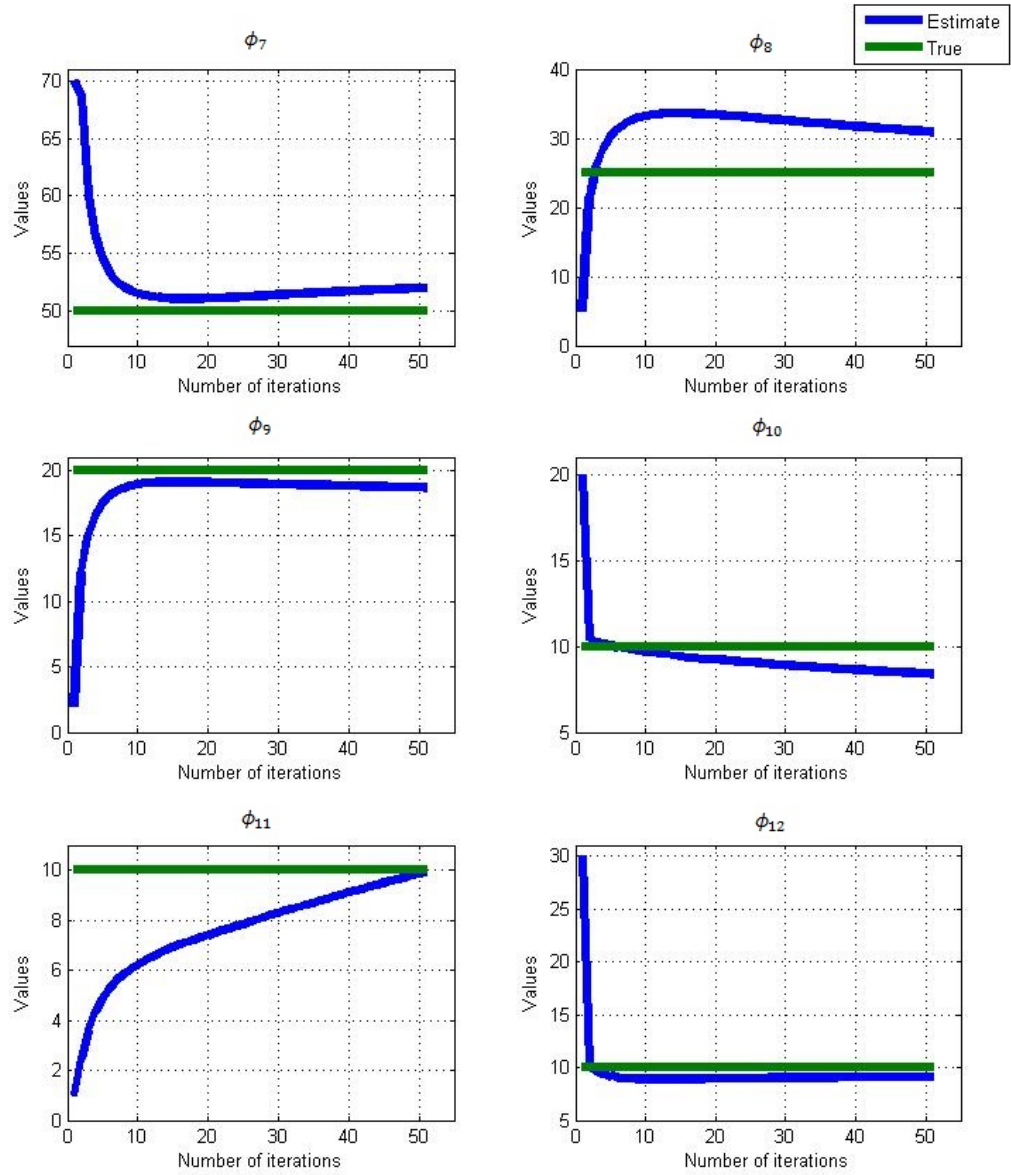 Estimate
True
ϕ₇
70
65
60
55
50
Values
0 10 20 30 40 50
Number of iterations
ϕ₈
40
30
20
10
0
Values
0 10 20 30 40 50
Number of iterations
ϕ₉
20
15
10
5
0
Values
0 10 20 30 40 50
Number of iterations
ϕ₁₀
20
15
10
5
Values
0 10 20 30 40 50
Number of iterations
ϕ₁₁
10
8
6
4
2
0
Values
0 10 20 30 40 50
Number of iterations
ϕ₁₂
30
25
20
15
10
5
Values
0 10 20 30 40 50
Number of iterations